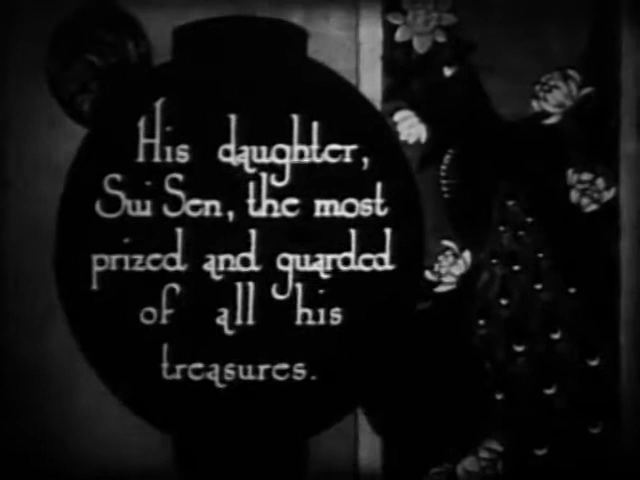 His daughter,
Sui Sen, the most
prized and guarded
of all his
treasures.